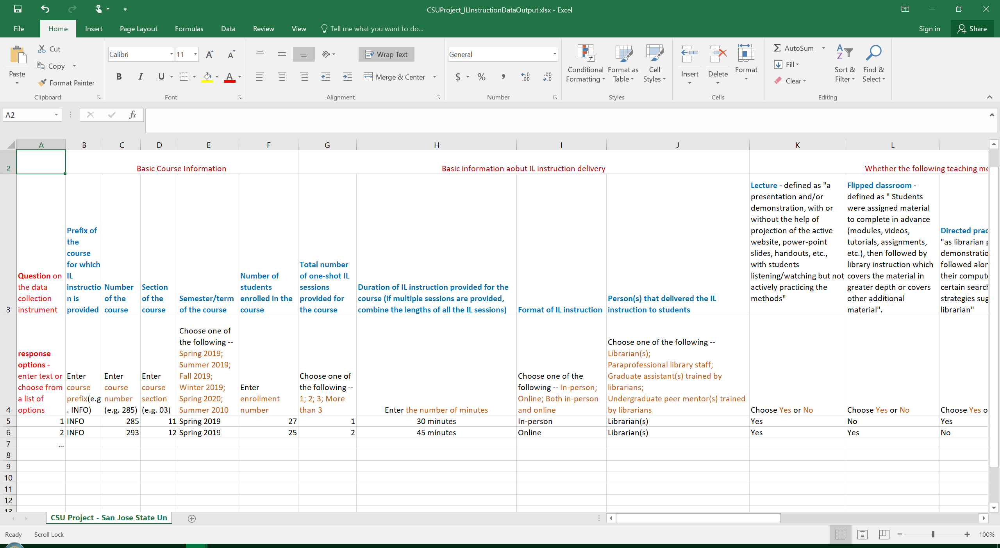 CSUProject_ILInstructionDataOutput.xlsx - Excel
File Home Insert Page Layout Formulas Data Review View Tell me what you want to do... Sign in Share
Paste
Cut
Copy
Format Painter
Clipboard
Calibri 11
B I U A
Font
Wrap Text
Merge & Center
Alignment
General
$ % , .0 .00 .00 .0
Number
Conditional Formatting
Format as Table
Cell Styles
Styles
Insert
Delete
Format
Cells
AutoSum
Fill
Clear
Sort & Filter
Find & Select
Editing
A2 fx
A B C D E F G H I J K L
2 Basic Course Information Basic information aobut IL instruction delivery Whether the following teaching me
3
Question on
the data
collection
instrument
Prefix of
the
course
for which
IL
instructio
n is
provided
Number
of the
course
Section
of the
course
Semester/term
of the course
Number of
students
enrolled in the
course
Total number
of one-shot IL
sessions
provided for
the course
Duration of IL instruction provided for the
course (if multiple sessions are provided,
combine the lengths of all the IL sessions)
Format of IL instruction
Person(s) that delivered the IL
instruction to students
Lecture - defined as "a
presentation and/or
demonstration, with or
without the help of
projection of the active
website, power-point
slides, handouts, etc.,
with students
listening/watching but not
actively practicing the
methods"
Flipped classroom -
defined as " Students
were assigned material
to complete in advance
(modules, videos,
tutorials, assignments,
etc.), then followed by
library instruction which
covers the material in
greater depth or covers
other additional
material".
Directed prac
"as librarian p
demonstratio
followed alon
their compute
certain search
strategies sug
librarian"
4
response
options -
enter text or
choose from
a list of
options
Enter
course
prefix(e.g
. INFO)
Enter
course
number
(e.g. 285)
Enter
course
section
(e.g. 03)
Choose one of
the following --
Spring 2019;
Summer 2019;
Fall 2019;
Winter 2019;
Spring 2020;
Summer 2010
Enter
enrollment
number
Choose one of
the following --
1; 2; 3; More
than 3
Enter the number of minutes
Choose one of the
following -- In-person;
Online; Both in-person
and online
Choose one of the following --
Librarian(s);
Paraprofessional library staff;
Graduate assistant(s) trained by
librarians;
Undergraduate peer mentor(s) trained
by librarians
Choose Yes or No
Choose Yes or No
Choose Yes o
5 1 INFO 285 11 Spring 2019 27 1 30 minutes In-person Librarian(s) Yes No Yes
6 2 INFO 293 12 Spring 2019 25 2 45 minutes Online Librarian(s) Yes Yes No
7 ...
8
9
10
11
12
13
CSU Project - San Jose State Un
Ready Scroll Lock 100%